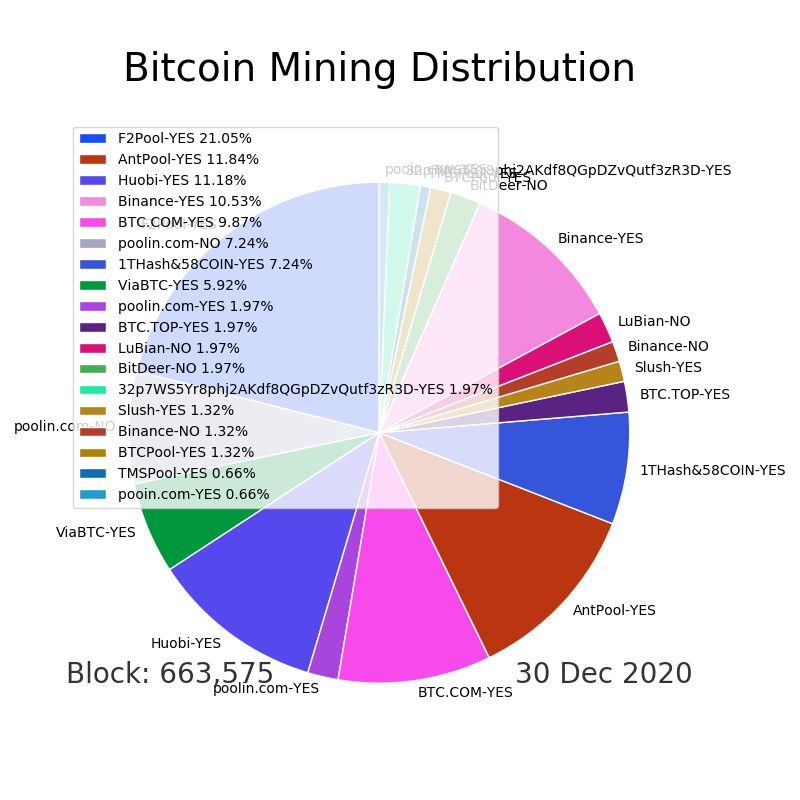 Bitcoin Mining Distribution
F2Pool-YES 21.05%
AntPool-YES 11.84%
Huobi-YES 11.18%
Binance-YES 10.53%
BTC.COM-YES 9.87%
poolin.com-NO 7.24%
1THash&58COIN-YES 7.24%
ViaBTC-YES 5.92%
poolin.com-YES 1.97%
BTC.TOP-YES 1.97%
LuBian-NO 1.97%
BitDeer-NO 1.97%
32p7WS5Yr8phj2AKdf8QGpDZvQutf3zR3D-YES 1.97%
Slush-YES 1.32%
Binance-NO 1.32%
BTCPool-YES 1.32%
TMSPool-YES 0.66%
pooin.com-YES 0.66%
BitDeer-NO
Binance-YES
LuBian-NO
Binance-NO
Slush-YES
BTC.TOP-YES
1THash&58COIN-YES
AntPool-YES
BTC.COM-YES
poolin.com-YES
Huobi-YES
ViaBTC-YES
poolin.com-NO
F2Pool-YES
Block: 663,575
30 Dec 2020